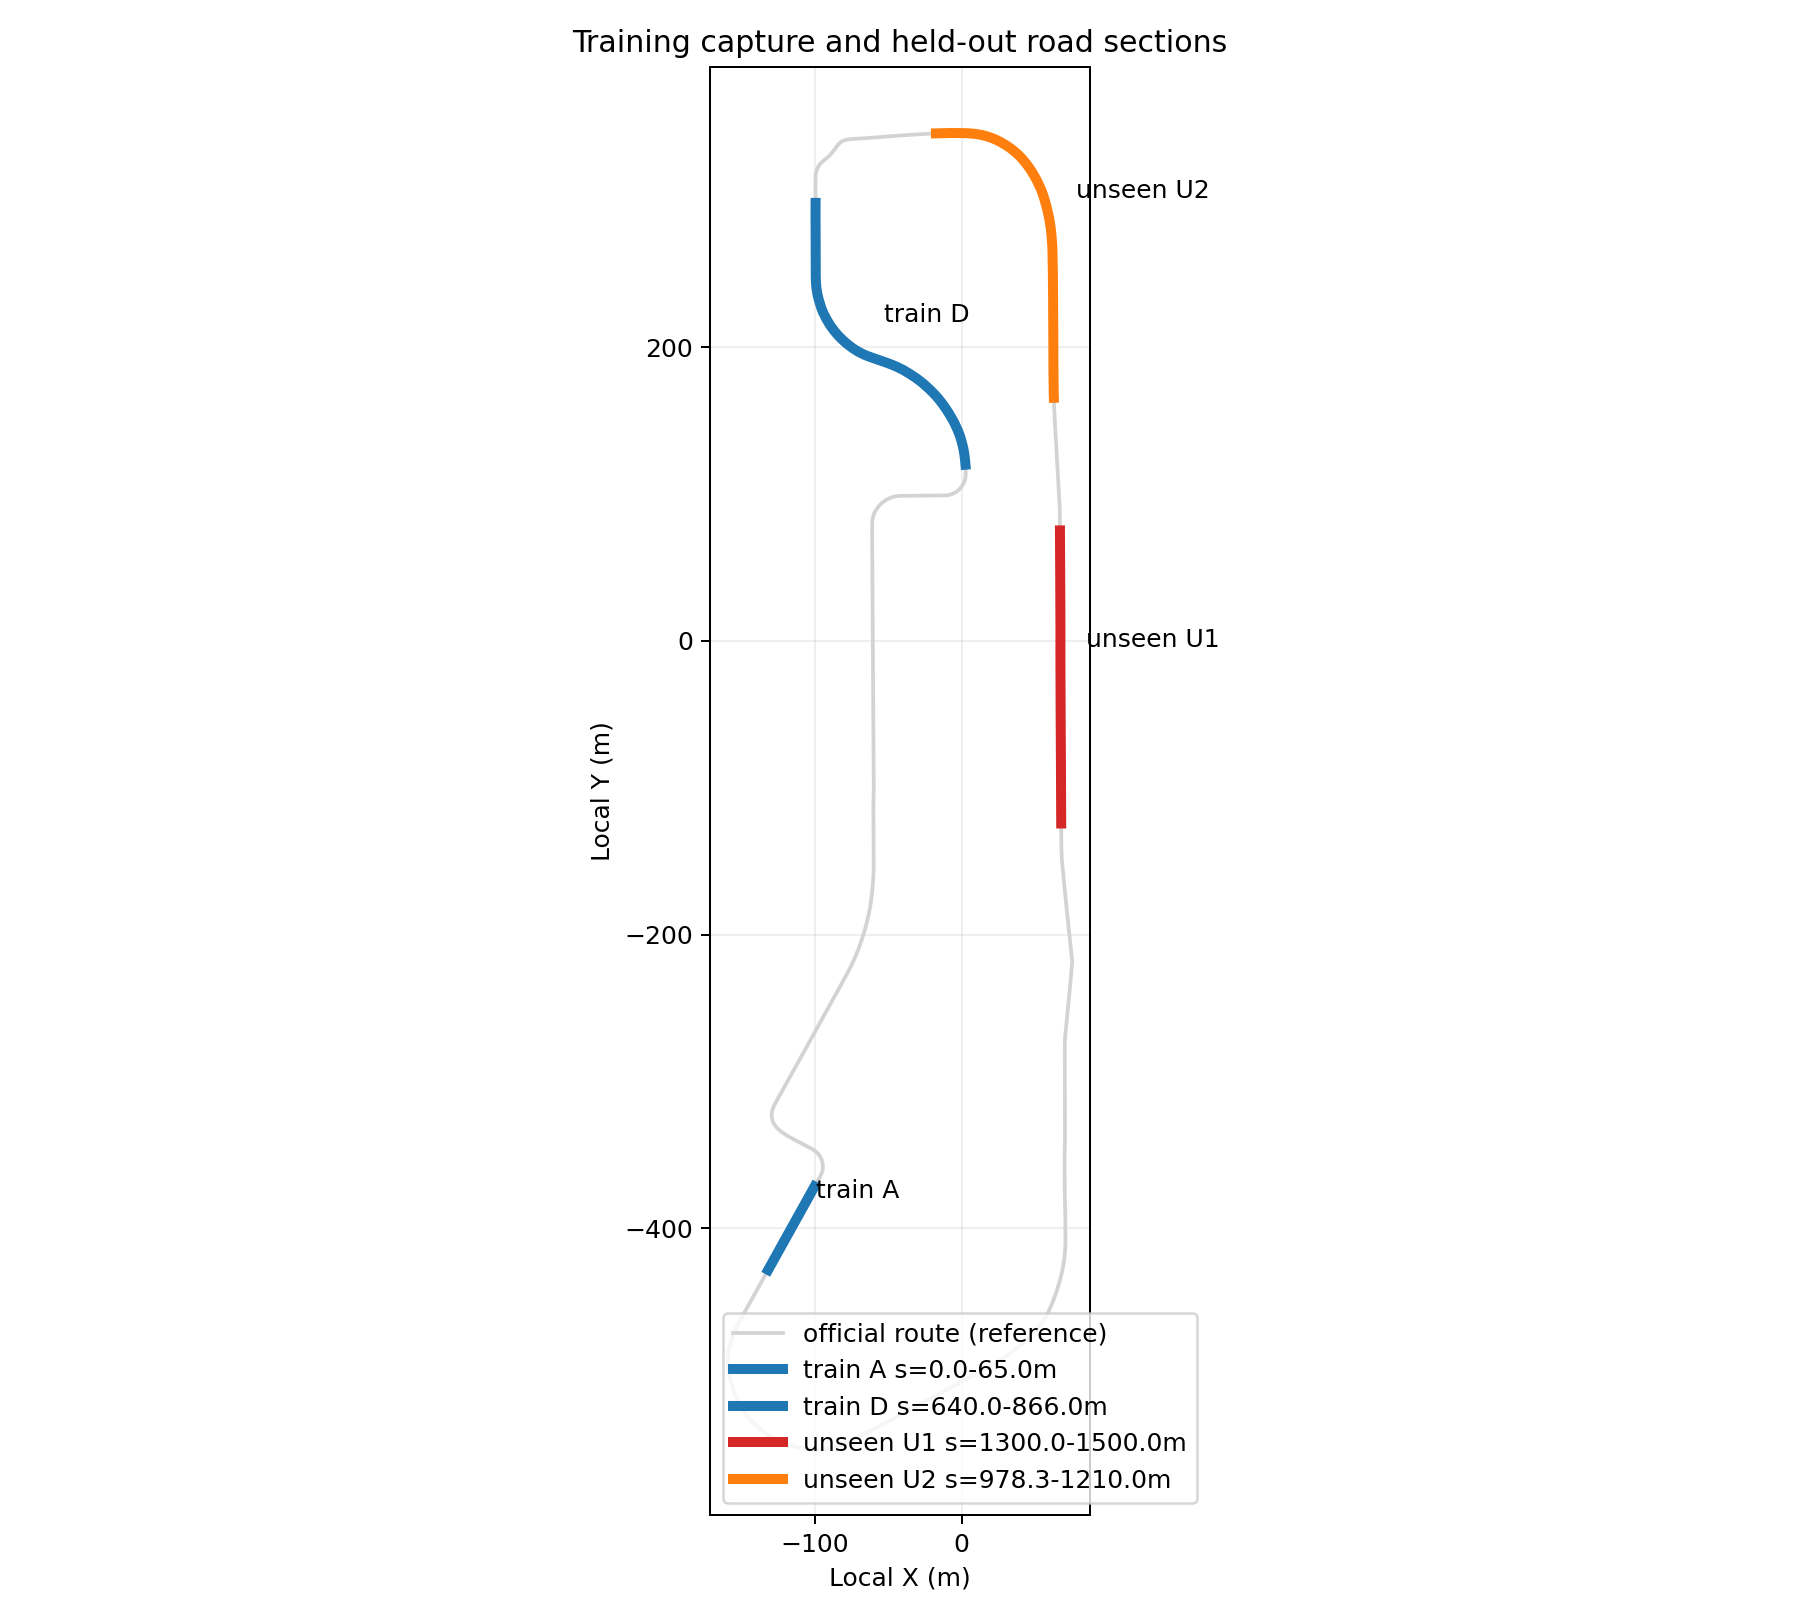 Training capture and held-out road sections
unseen U2
train D
200
0
unseen U1
Local Y (m)
−200
train A
−400
official route (reference)
train A s=0.0-65.0m
train D s=640.0-866.0m
unseen U1 s=1300.0-1500.0m
unseen U2 s=978.3-1210.0m
−100
0
Local X (m)